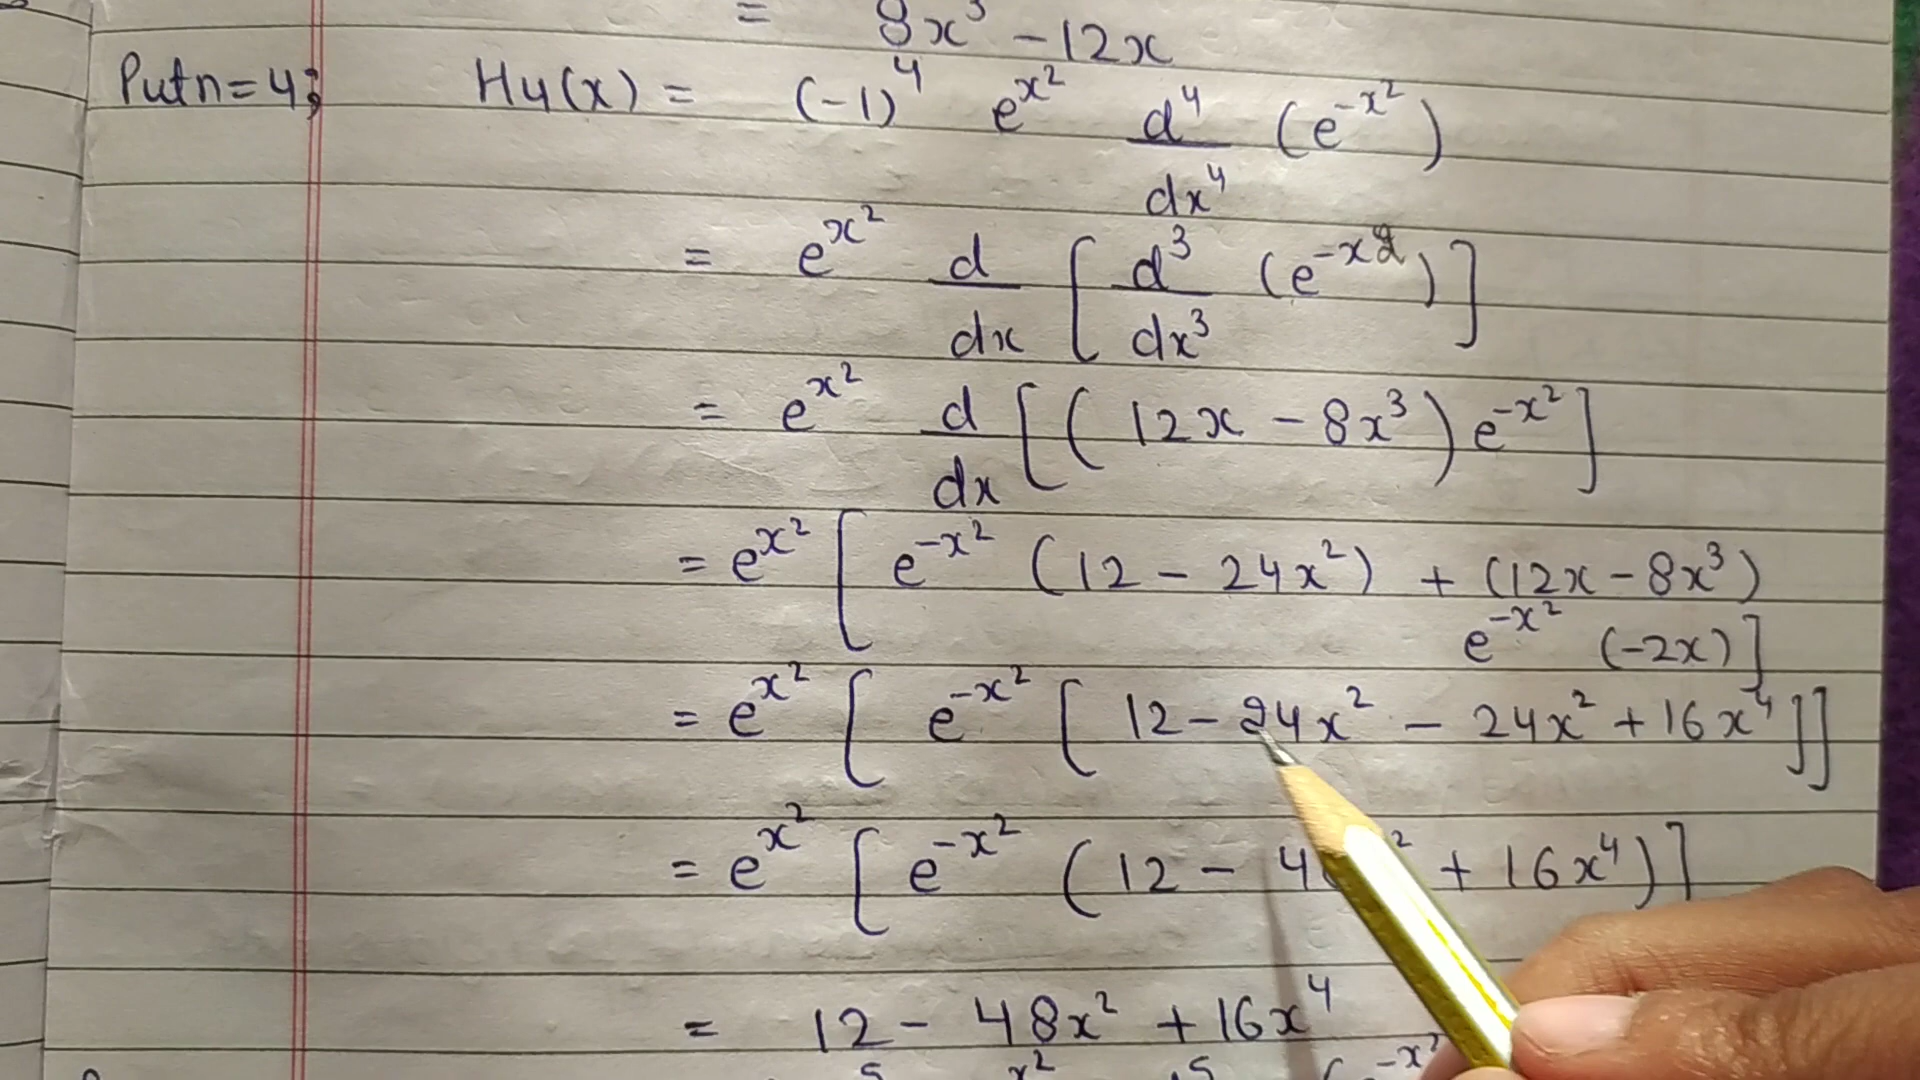 = 8x³ - 12x
Put n=4; H₄(x) = (-1)⁴ e^{x²} d⁴/dx⁴ (e^{-x²})
= e^{x²} d/dx [d³/dx³ (e^{-x²})]
= e^{x²} d/dx [(12x - 8x³) e^{-x²}]
= e^{x²} [e^{-x²} (12 - 24x²) + (12x - 8x³)
e^{-x²} (-2x)]
= e^{x²} [e^{-x²} [12 - 24x² - 24x² + 16x⁴]]
= e^{x²} [e^{-x²} (12 - 4 ² + 16x⁴)]
= 12 - 48x² + 16x⁴